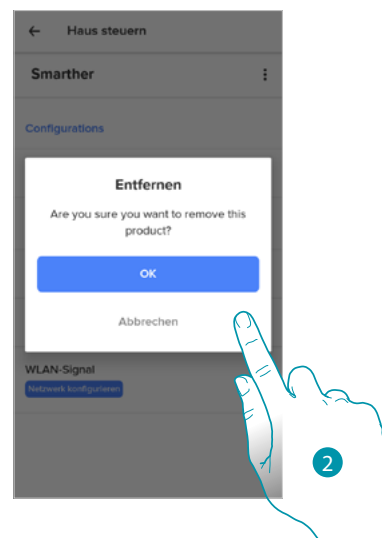 Haus steuern
Smarther
Configurations
Entfernen
Are you sure you want to remove this
product?
OK
Abbrechen
WLAN-Signal
Netzwerk konfigurieren
2